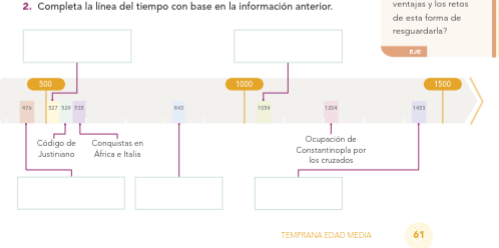 2. Completa la línea del tiempo con base en la información anterior.
ventajas y los retos
de esta forma de
resguardarla?
EJE
500
1000
1500
476
527
529
535
843
1204
1453
Código de
Justiniano
Conquistas en
África e Italia
Ocupación de
Constantinopla por
los cruzados
TEMPRANA EDAD MEDIA
61